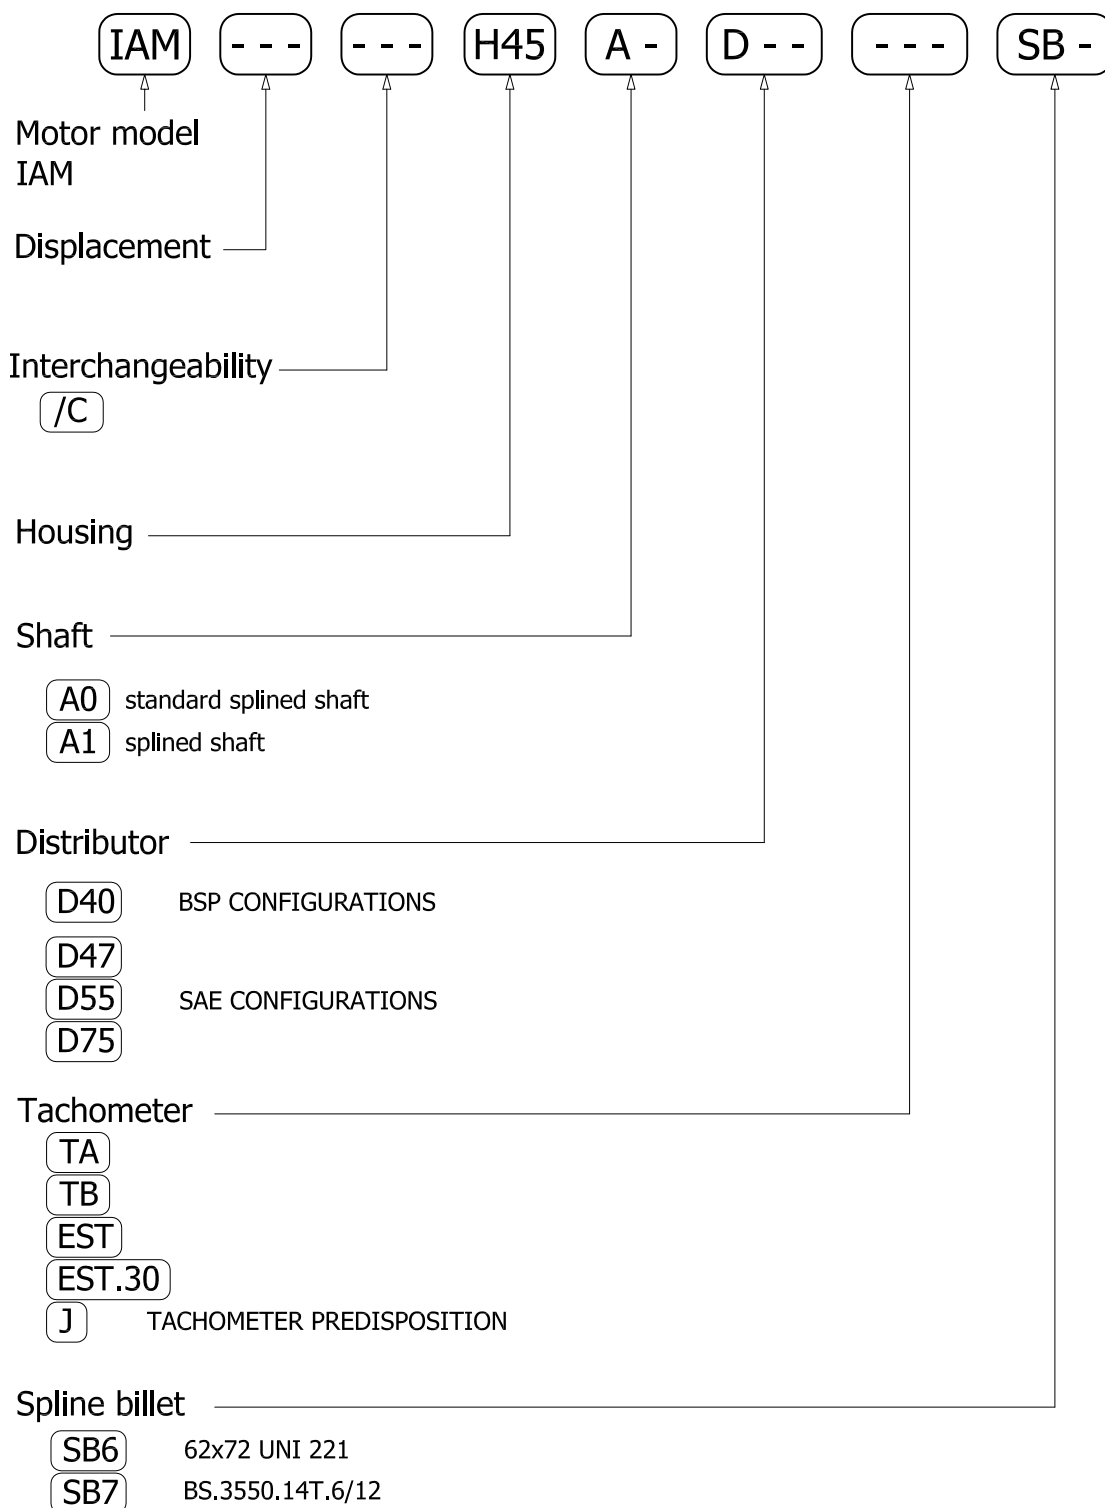 IAM - - - - - - H45 A - D - - - - - SB -
Motor model
IAM
Displacement
Interchangeability
/C
Housing
Shaft
A0 standard splined shaft
A1 splined shaft
Distributor
D40 BSP CONFIGURATIONS
D47
D55 SAE CONFIGURATIONS
D75
Tachometer
TA
TB
EST
EST.30
J TACHOMETER PREDISPOSITION
Spline billet
SB6 62x72 UNI 221
SB7 BS.3550.14T.6/12